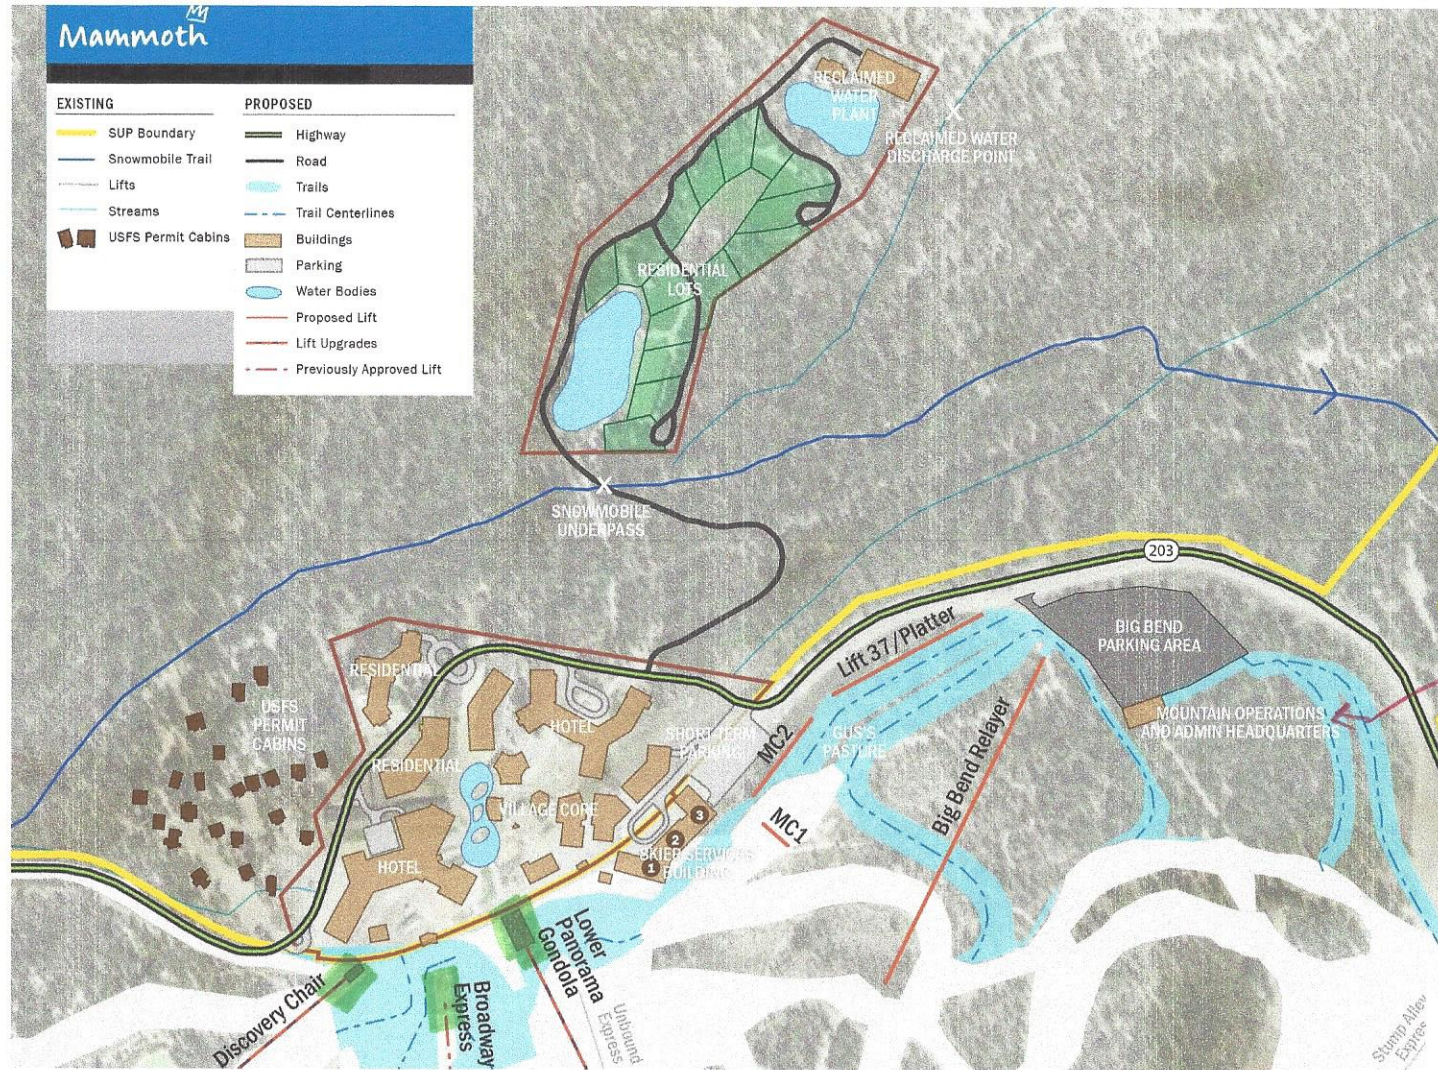 Mammoth
EXISTING
SUP Boundary
Snowmobile Trail
Lifts
Streams
USFS Permit Cabins
PROPOSED
Highway
Road
Trails
Trail Centerlines
Buildings
Parking
Water Bodies
Proposed Lift
Lift Upgrades
Previously Approved Lift
RECLAIMED
WATER
PLANT
RECLAIMED WATER
DISCHARGE POINT
RESIDENTIAL
LOTS
SNOWMOBILE
UNDERPASS
203
BIG BEND
PARKING AREA
Lift 37/Platter
RESIDENTIAL
USFS
PERMIT
CABINS
HOTEL
SHORT TERM
PARKING
MC2
GUS'S
PASTURE
MOUNTAIN OPERATIONS
AND ADMIN HEADQUARTERS
RESIDENTIAL
VILLAGE CORE
Big Bend Relayer
MC1
3
2
SKIER SERVICES
1
BUILDING
HOTEL
Discovery Chair
Broadway
Express
Lower
Panorama
Gondola
Unbound
Express
Stump Alley
Expres